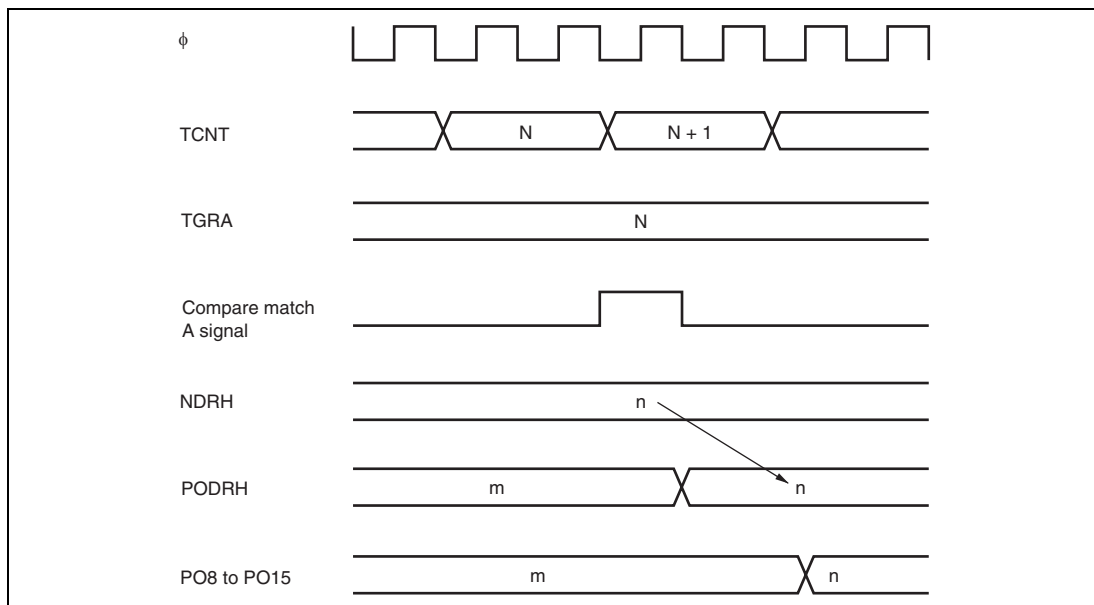 ϕ
TCNT N N + 1
TGRA N
Compare match
A signal
NDRH n
PODRH m n
PO8 to PO15 m n